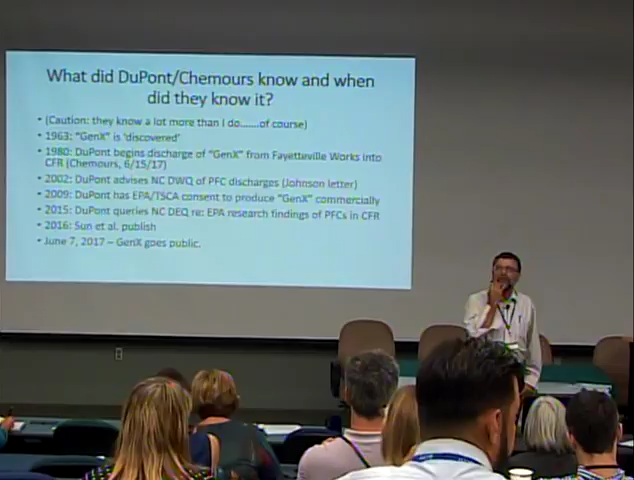 What did DuPont/Chemours know and when
did they know it?
• (Caution: they know a lot more than I do.......of course)
• 1963: "GenX" is 'discovered'
• 1980: DuPont begins discharge of "GenX" from Fayetteville Works into
CFR (Chemours, 6/15/17)
• 2002: DuPont advises NC DWQ of PFC discharges (Johnson letter)
• 2009: DuPont has EPA/TSCA consent to produce "GenX" commercially
• 2015: DuPont queries NC DEQ re: EPA research findings of PFCs in CFR
• 2016: Sun et al. publish
• June 7, 2017 – GenX goes public.